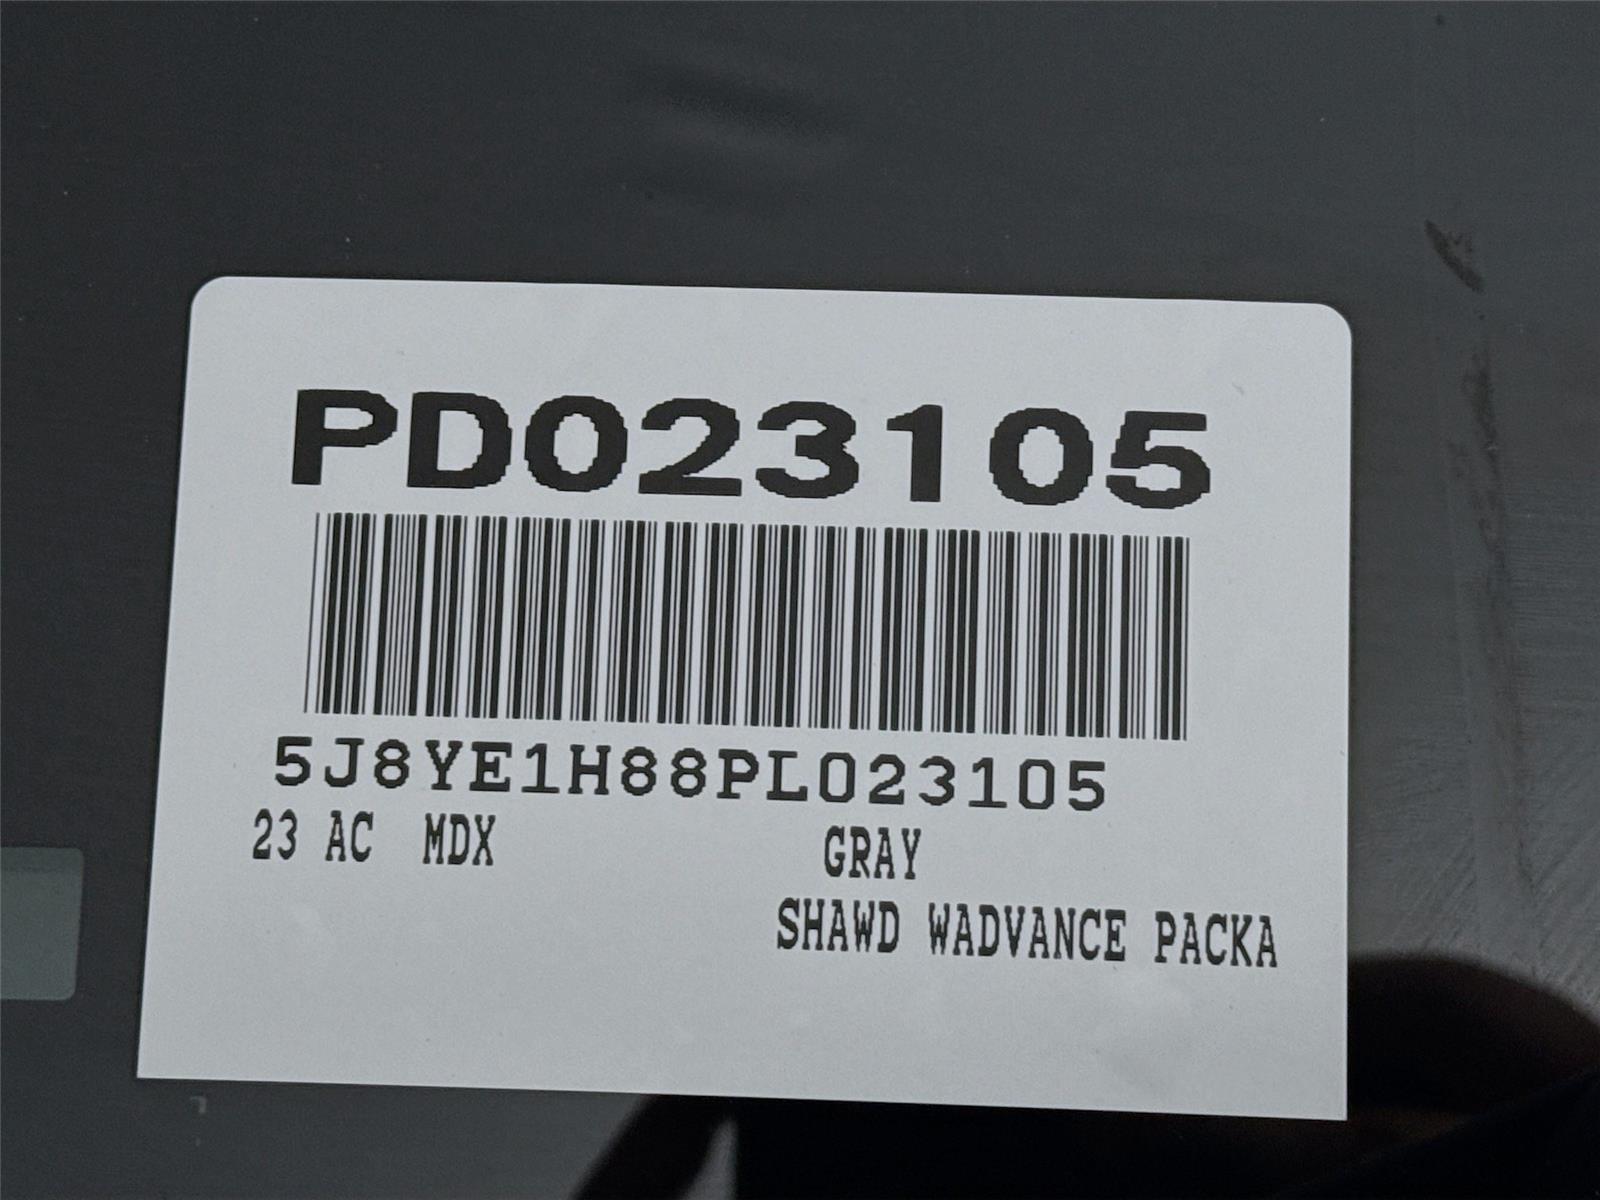 PD023105
5J8YE1H88PL023105
23 AC MDX GRAY
SHAWD WADVANCE PACKA